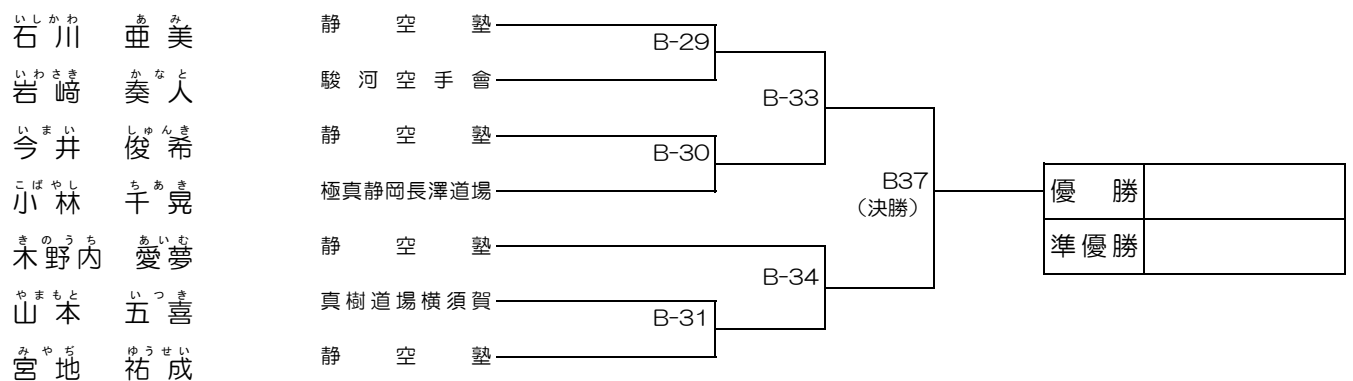 いしかわ あみ
石川 亜美 静空塾
B-29
いわさき かなと
岩﨑 奏人 駿河空手會
B-33
いまい しゅんき
今井 俊希 静空塾
B-30
こばやし ちあき
小林 千晃 極真静岡長澤道場
B37
(決勝)
優勝
準優勝
きのうち あいむ
木野内 愛夢 静空塾
B-34
やまもと いつき
山本 五喜 真樹道場横須賀
B-31
みやぢ ゆうせい
宮地 祐成 静空塾